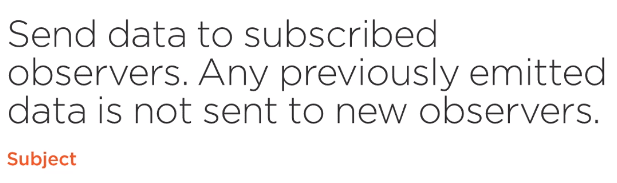 Send data to subscribed
observers. Any previously emitted
data is not sent to new observers.
Subject